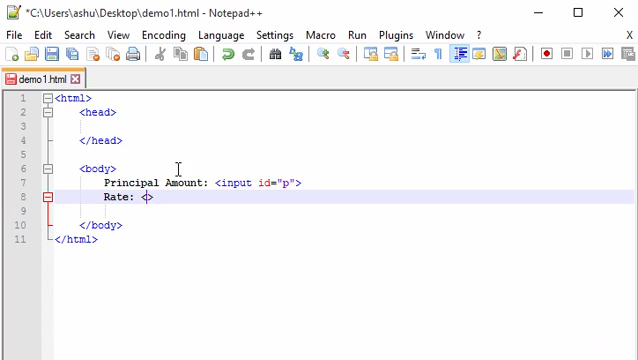 *C:\Users\ashu\Desktop\demo1.html - Notepad++
File Edit Search View Encoding Language Settings Macro Run Plugins Window ?
demo1.html
1 <html>
2 <head>
3
4 </head>
5
6 <body>
7 Principal Amount: <input id="p">
8 Rate: <>
9
10 </body>
11 </html>